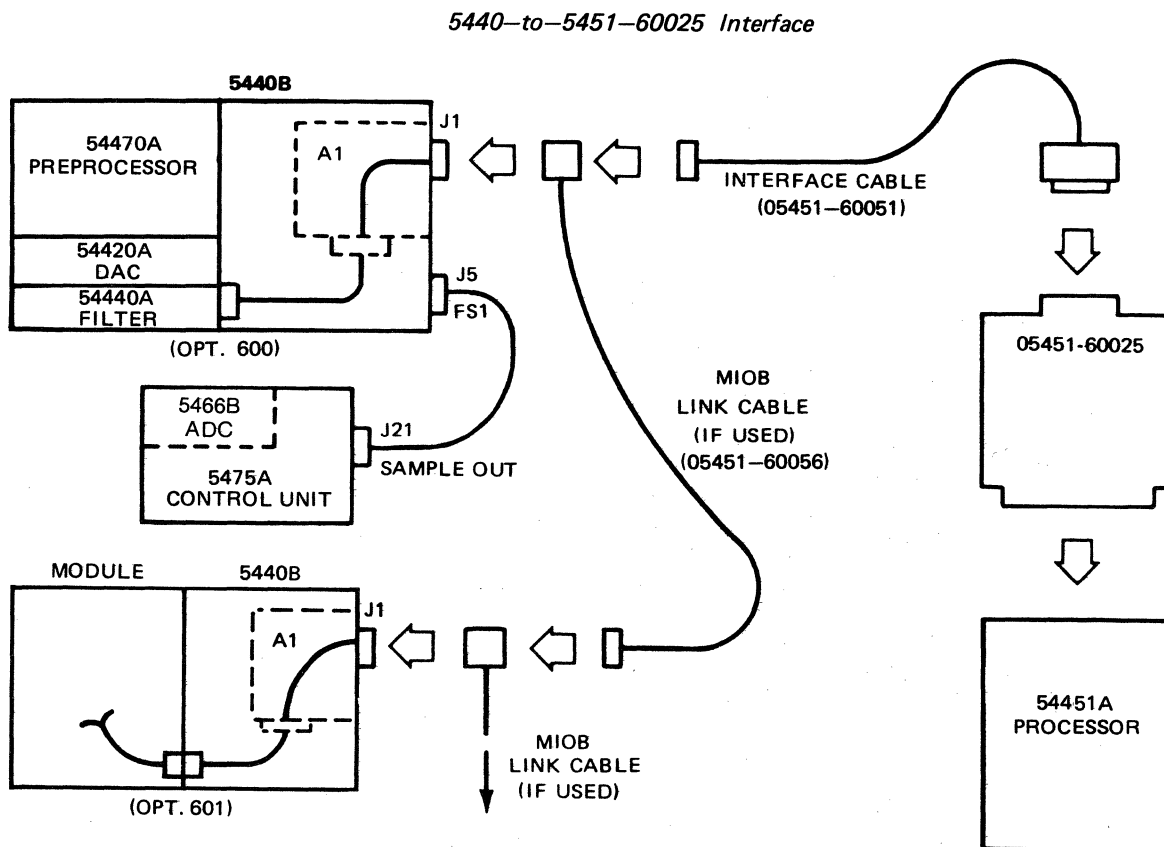 5440—to—5451—60025 Interface
5440B
54470A
PREPROCESSOR
A1
J1
INTERFACE CABLE
(05451—60051)
54420A
DAC
54440A
FILTER
J5
FS1
(OPT. 600)
05451-60025
5466B
ADC
J21
SAMPLE OUT
5475A
CONTROL UNIT
MIOB
LINK CABLE
(IF USED)
(05451—60056)
MODULE
5440B
J1
A1
(OPT. 601)
MIOB
LINK CABLE
(IF USED)
54451A
PROCESSOR